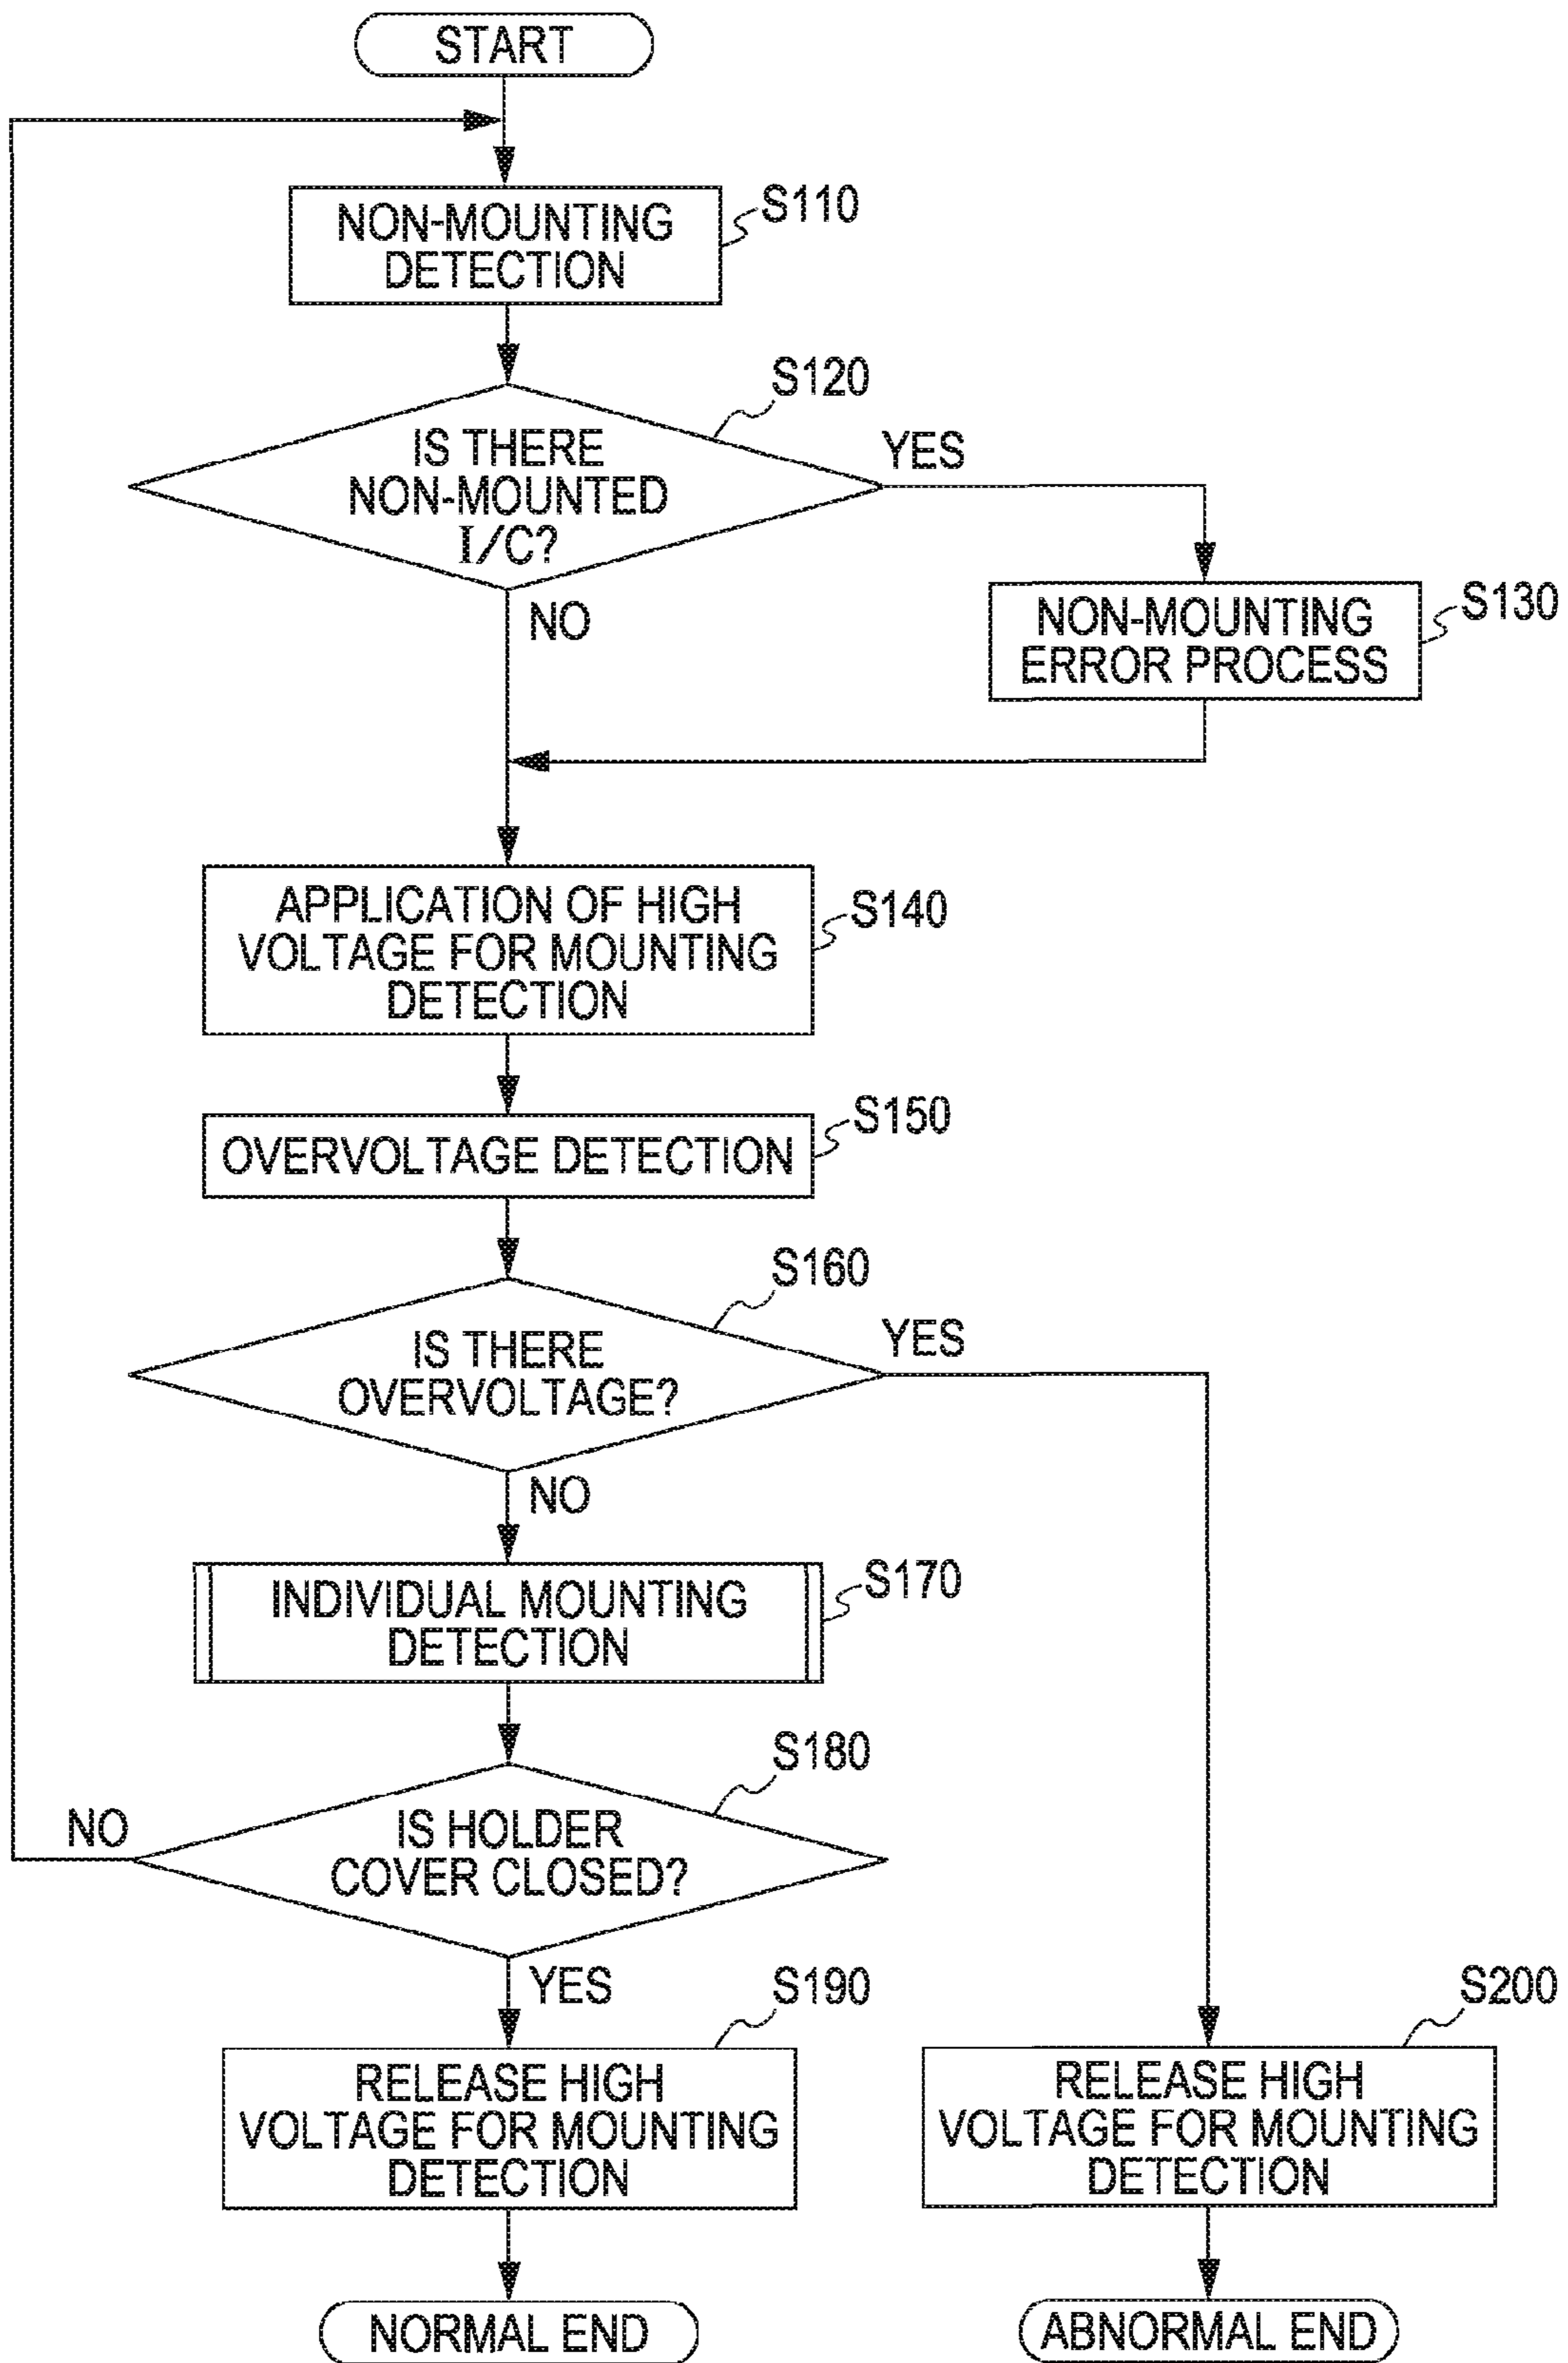 START
NON-MOUNTING
DETECTION
S110
S120
IS THERE
NON-MOUNTED
I/C?
YES
NO
NON-MOUNTING
ERROR PROCESS
S130
APPLICATION OF HIGH
VOLTAGE FOR MOUNTING
DETECTION
S140
OVERVOLTAGE DETECTION
S150
S160
IS THERE
OVERVOLTAGE?
YES
NO
INDIVIDUAL MOUNTING
DETECTION
S170
S180
IS HOLDER
COVER CLOSED?
NO
YES
S190
RELEASE HIGH
VOLTAGE FOR MOUNTING
DETECTION
S200
RELEASE HIGH
VOLTAGE FOR MOUNTING
DETECTION
NORMAL END
ABNORMAL END